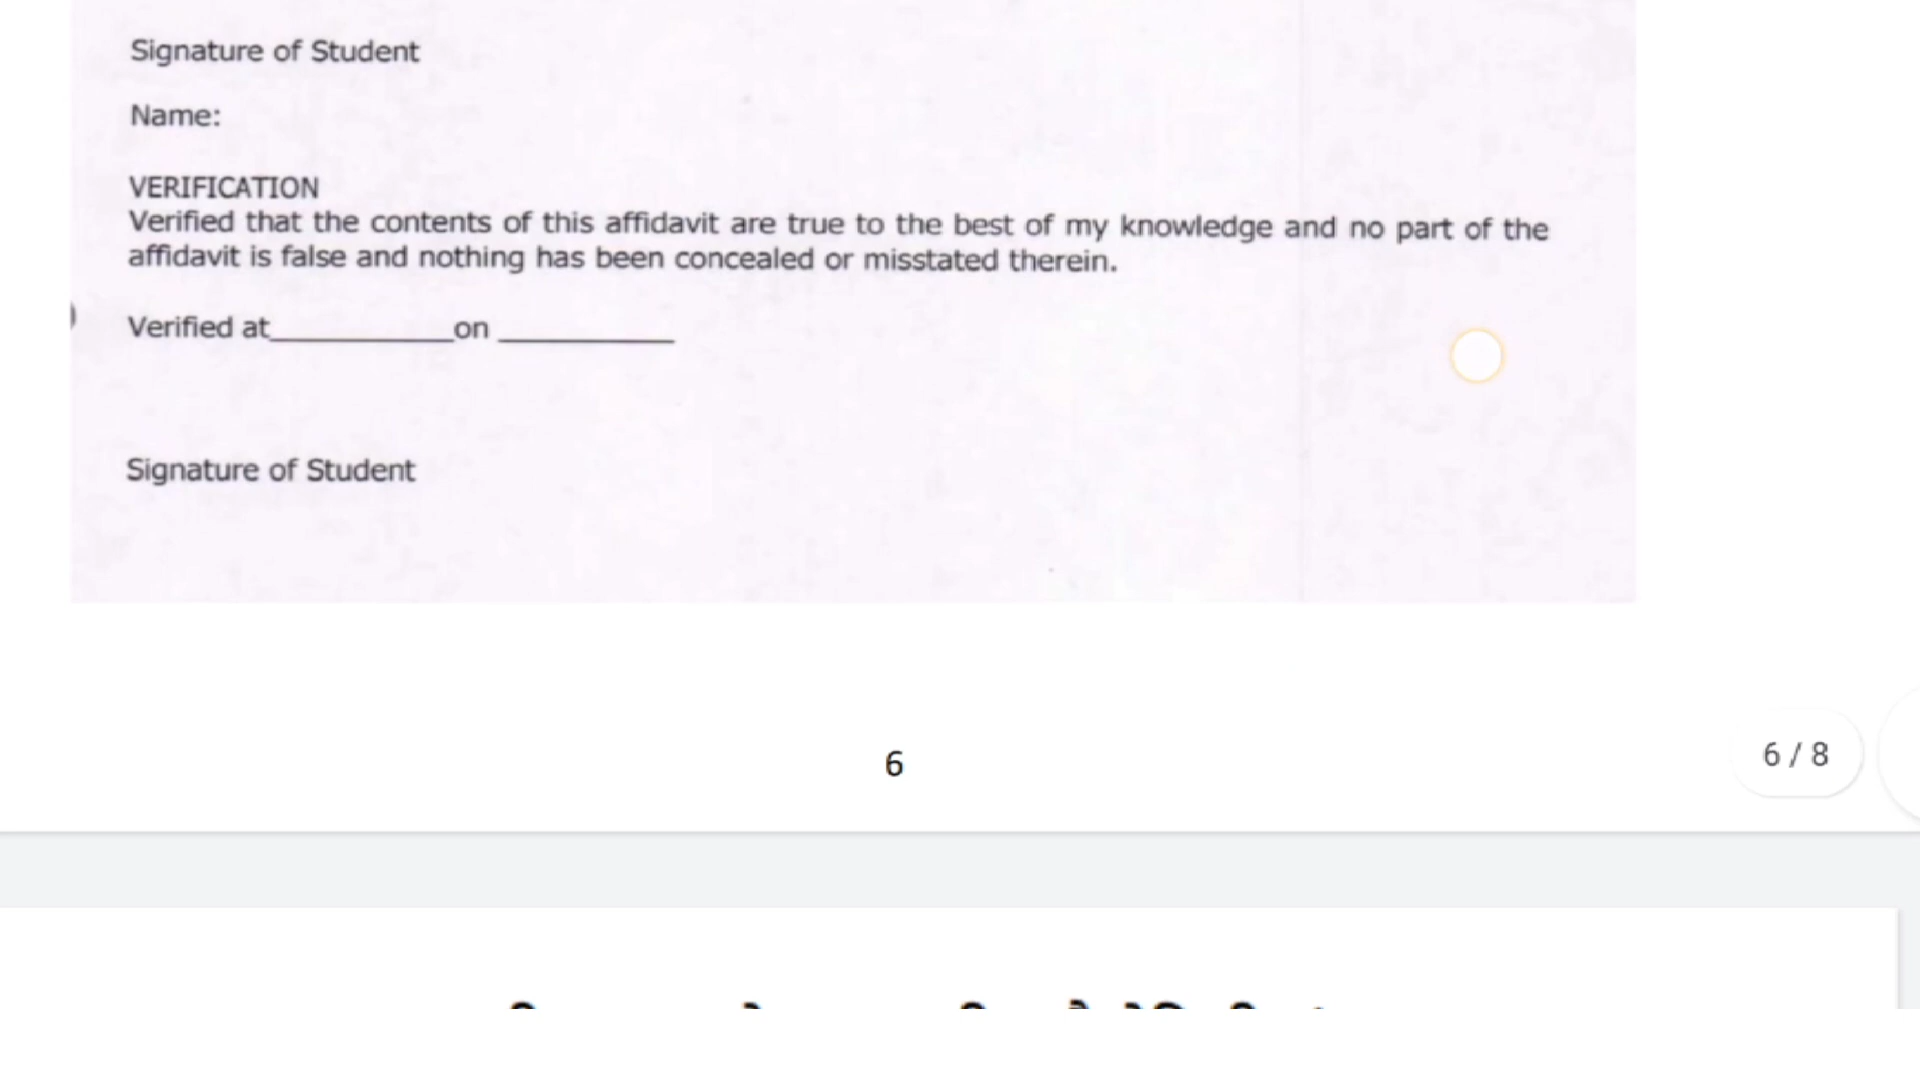 Signature of Student
Name:
VERIFICATION
Verified that the contents of this affidavit are true to the best of my knowledge and no part of the
affidavit is false and nothing has been concealed or misstated therein.
Verified at____________on ____________
Signature of Student
6
6 / 8